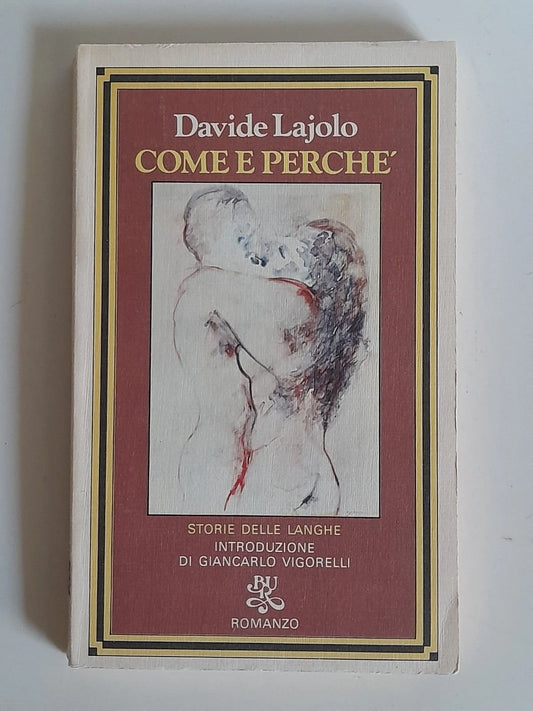 Davide Lajolo
COME E PERCHE´
STORIE DELLE LANGHE
INTRODUZIONE
DI GIANCARLO VIGORELLI
BUR
ROMANZO